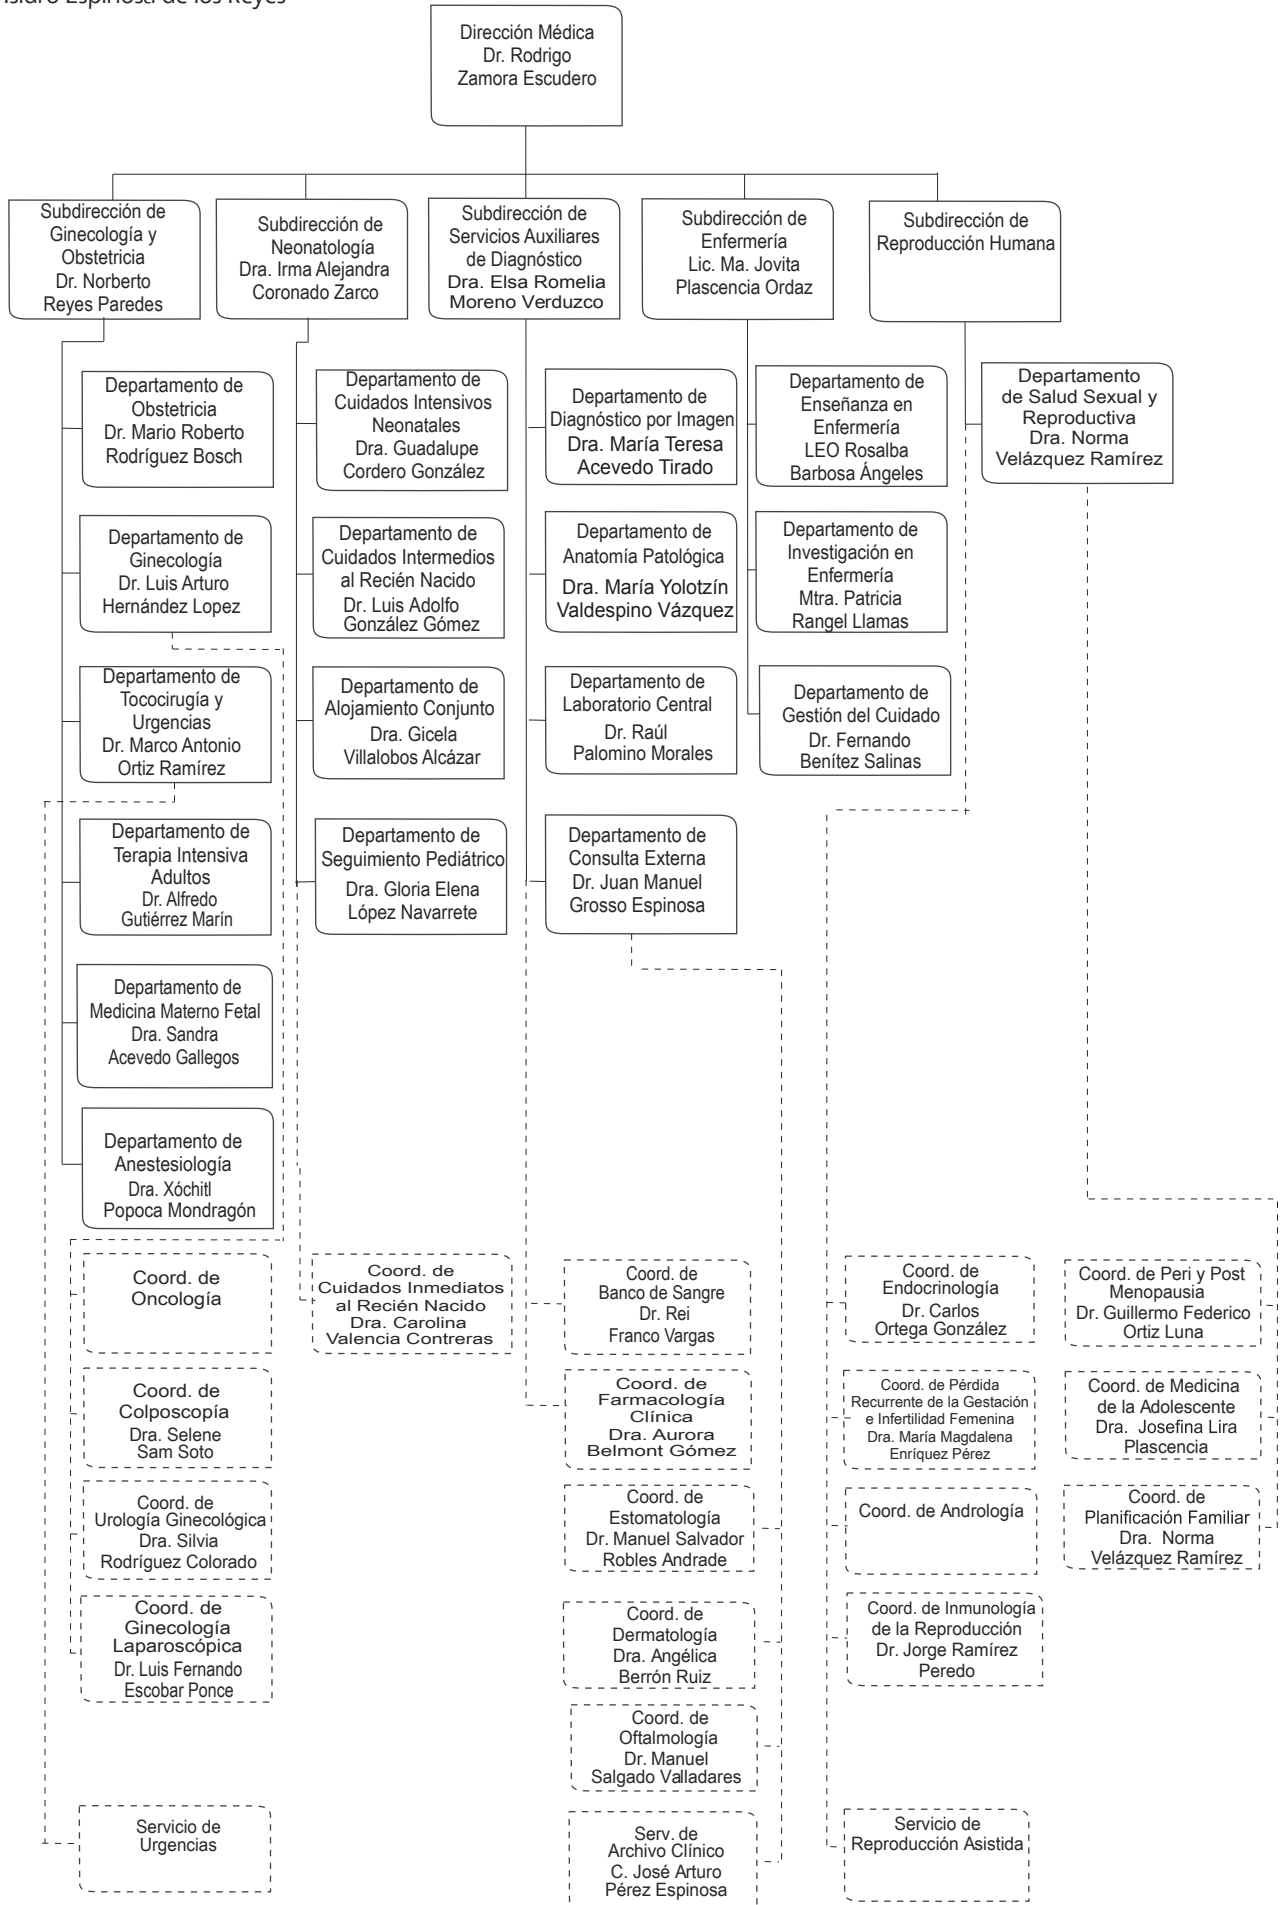 Isidro Espinosa de los Reyes
Dirección Médica
Dr. Rodrigo
Zamora Escudero
Subdirección de
Ginecología y
Obstetricia
Dr. Norberto
Reyes Paredes
Subdirección de
Neonatología
Dra. Irma Alejandra
Coronado Zarco
Subdirección de
Servicios Auxiliares
de Diagnóstico
Dra. Elsa Romelia
Moreno Verduzco
Subdirección de
Enfermería
Lic. Ma. Jovita
Plascencia Ordaz
Subdirección de
Reproducción Humana
Departamento de
Obstetricia
Dr. Mario Roberto
Rodríguez Bosch
Departamento de
Cuidados Intensivos
Neonatales
Dra. Guadalupe
Cordero González
Departamento de
Diagnóstico por Imagen
Dra. María Teresa
Acevedo Tirado
Departamento de
Enseñanza en
Enfermería
LEO Rosalba
Barbosa Ángeles
Departamento
de Salud Sexual y
Reproductiva
Dra. Norma
Velázquez Ramírez
Departamento de
Ginecología
Dr. Luis Arturo
Hernández Lopez
Departamento de
Cuidados Intermedios
al Recién Nacido
Dr. Luis Adolfo
González Gómez
Departamento de
Anatomía Patológica
Dra. María Yolotzín
Valdespino Vázquez
Departamento de
Investigación en
Enfermería
Mtra. Patricia
Rangel Llamas
Departamento de
Tococirugía y
Urgencias
Dr. Marco Antonio
Ortiz Ramírez
Departamento de
Alojamiento Conjunto
Dra. Gicela
Villalobos Alcázar
Departamento de
Laboratorio Central
Dr. Raúl
Palomino Morales
Departamento de
Gestión del Cuidado
Dr. Fernando
Benítez Salinas
Departamento de
Terapia Intensiva
Adultos
Dr. Alfredo
Gutiérrez Marín
Departamento de
Seguimiento Pediátrico
Dra. Gloria Elena
López Navarrete
Departamento de
Consulta Externa
Dr. Juan Manuel
Grosso Espinosa
Departamento de
Medicina Materno Fetal
Dra. Sandra
Acevedo Gallegos
Departamento de
Anestesiología
Dra. Xóchitl
Popoca Mondragón
Coord. de
Oncología
Coord. de
Cuidados Inmediatos
al Recién Nacido
Dra. Carolina
Valencia Contreras
Coord. de
Banco de Sangre
Dr. Rei
Franco Vargas
Coord. de
Endocrinología
Dr. Carlos
Ortega González
Coord. de Peri y Post
Menopausia
Dr. Guillermo Federico
Ortiz Luna
Coord. de
Colposcopía
Dra. Selene
Sam Soto
Coord. de
Farmacología
Clínica
Dra. Aurora
Belmont Gómez
Coord. de Pérdida
Recurrente de la Gestación
e Infertilidad Femenina
Dra. María Magdalena
Enríquez Pérez
Coord. de Medicina
de la Adolescente
Dra. Josefina Lira
Plascencia
Coord. de
Urología Ginecológica
Dra. Silvia
Rodríguez Colorado
Coord. de
Estomatología
Dr. Manuel Salvador
Robles Andrade
Coord. de Andrología
Coord. de
Planificación Familiar
Dra. Norma
Velázquez Ramírez
Coord. de
Ginecología
Laparoscópica
Dr. Luis Fernando
Escobar Ponce
Coord. de
Dermatología
Dra. Angélica
Berrón Ruiz
Coord. de Inmunología
de la Reproducción
Dr. Jorge Ramírez
Peredo
Coord. de
Oftalmología
Dr. Manuel
Salgado Valladares
Servicio de
Urgencias
Serv. de
Archivo Clínico
C. José Arturo
Pérez Espinosa
Servicio de
Reproducción Asistida